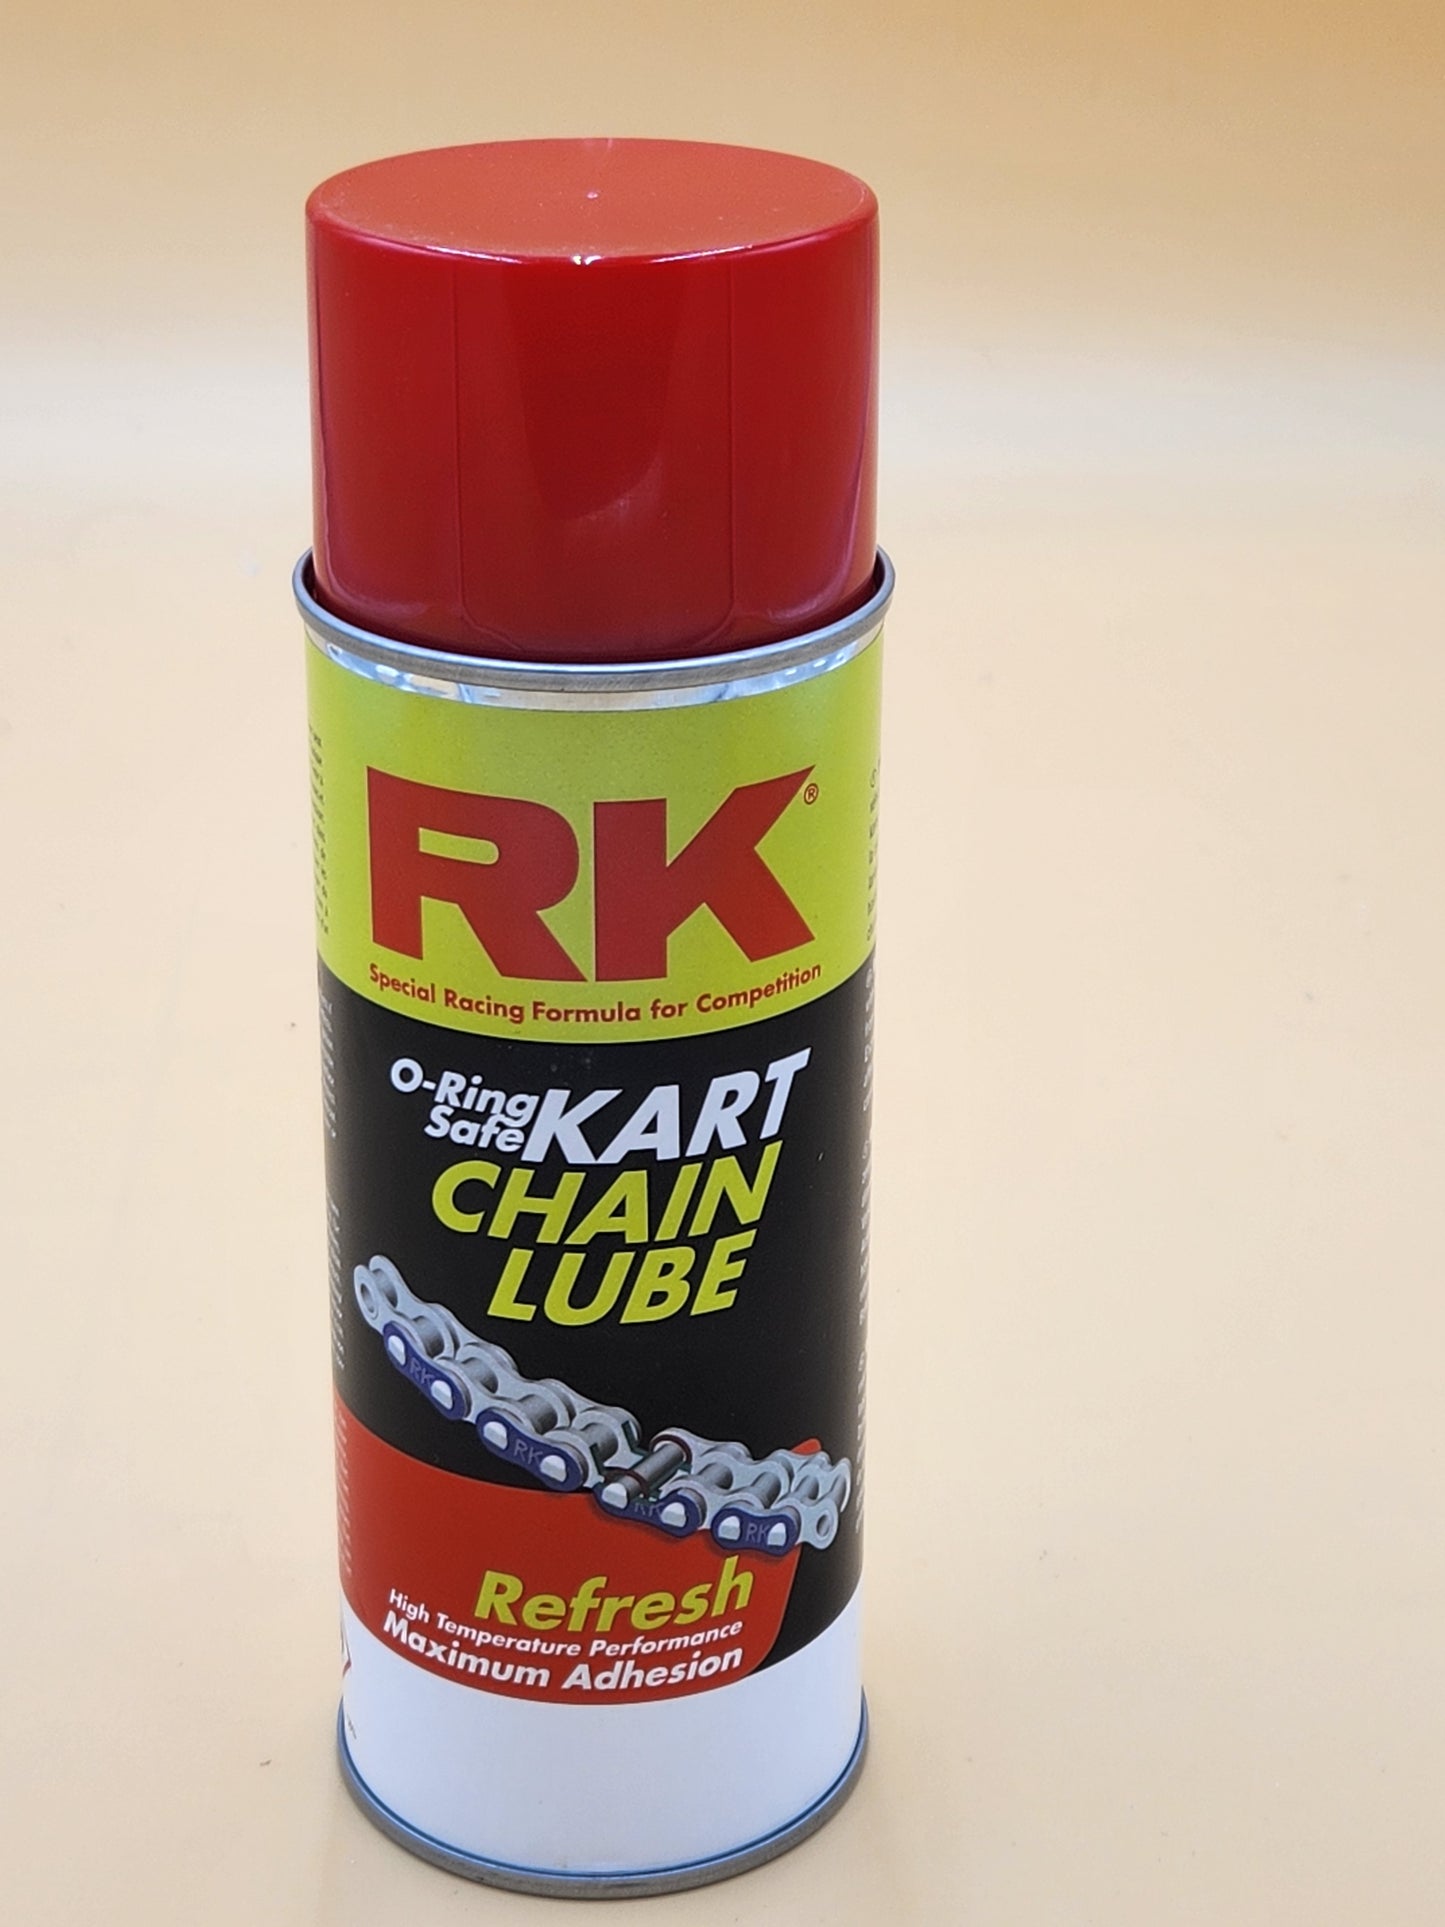 RK®
Special Racing Formula for Competition
O-Ring
Safe
KART
CHAIN
LUBE
RK
RK
RK
RK
Refresh
High Temperature Performance
Maximum Adhesion